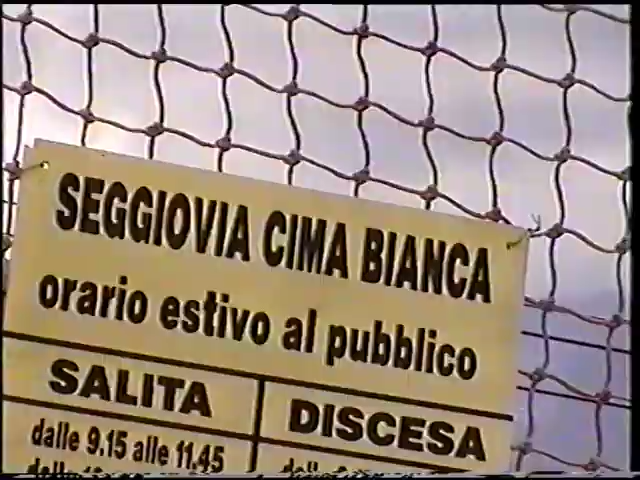 SEGGIOVIA CIMA BIANCA
orario estivo al pubblico
SALITA DISCESA
dalle 9.15 alle 11.45